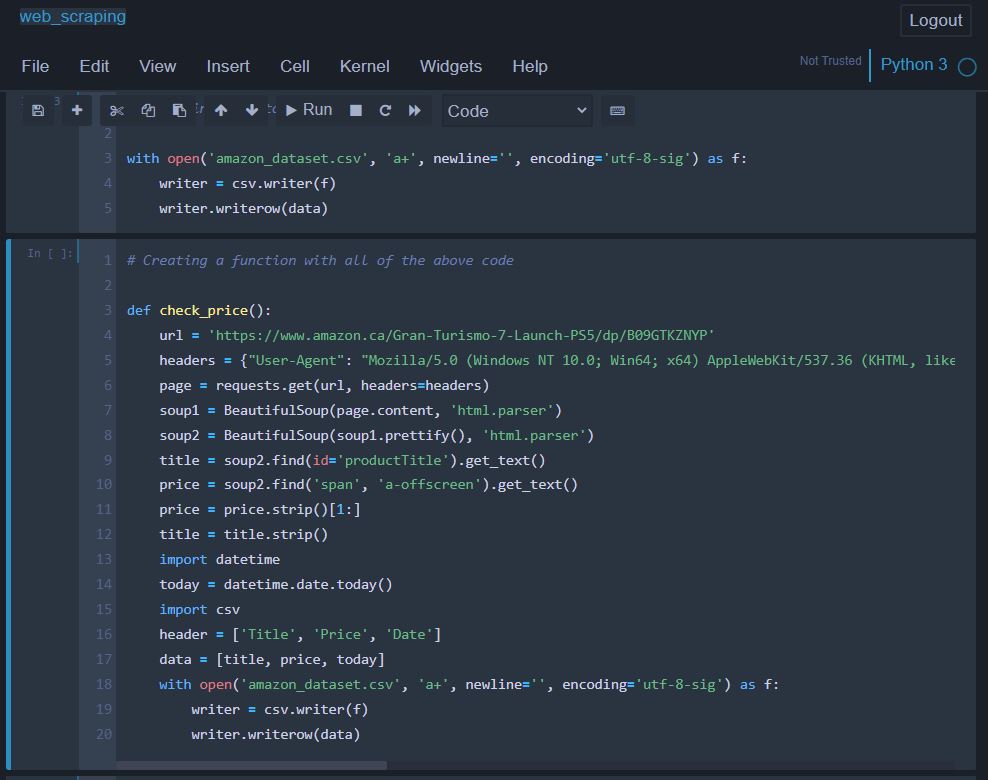 web_scraping
Logout
File Edit View Insert Cell Kernel Widgets Help
Not Trusted
Python 3
Run
Code
2
3 with open('amazon_dataset.csv', 'a+', newline='', encoding='utf-8-sig') as f:
4     writer = csv.writer(f)
5     writer.writerow(data)
In [ ]:
1 # Creating a function with all of the above code
2
3 def check_price():
4     url = 'https://www.amazon.ca/Gran-Turismo-7-Launch-PS5/dp/B09GTKZNYP'
5     headers = {"User-Agent": "Mozilla/5.0 (Windows NT 10.0; Win64; x64) AppleWebKit/537.36 (KHTML, like
6     page = requests.get(url, headers=headers)
7     soup1 = BeautifulSoup(page.content, 'html.parser')
8     soup2 = BeautifulSoup(soup1.prettify(), 'html.parser')
9     title = soup2.find(id='productTitle').get_text()
10     price = soup2.find('span', 'a-offscreen').get_text()
11     price = price.strip()[1:]
12     title = title.strip()
13     import datetime
14     today = datetime.date.today()
15     import csv
16     header = ['Title', 'Price', 'Date']
17     data = [title, price, today]
18     with open('amazon_dataset.csv', 'a+', newline='', encoding='utf-8-sig') as f:
19         writer = csv.writer(f)
20         writer.writerow(data)